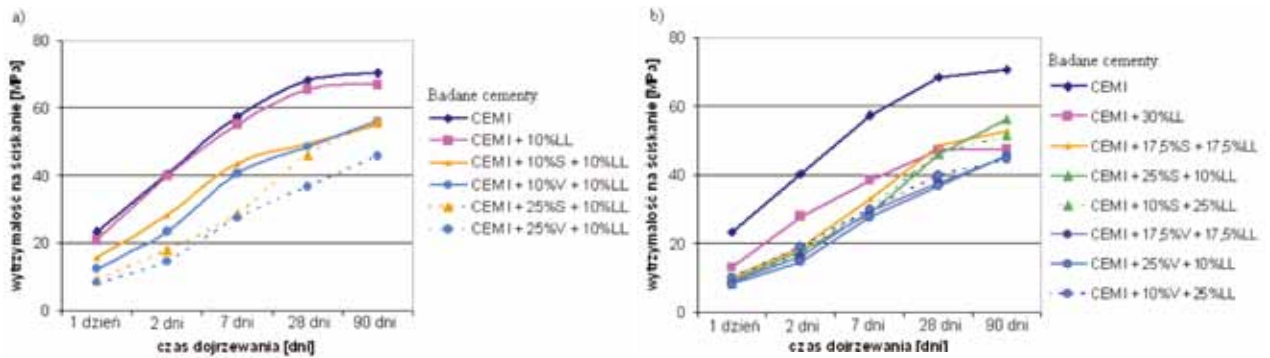 a)
80
60
40
20
0
wytrzymałość na ściskanie [MPa]
1 dzień 2 dni 7 dni 28 dni 90 dni
czas dojrzewania [dni]
Badane cementy
CEM I
CEM I + 10%LL
CEM I + 10%S + 10%LL
CEM I + 10%V + 10%LL
CEM I + 25%S + 10%LL
CEM I + 25%V + 10%LL
b)
80
60
40
20
0
wytrzymałość na ściskanie [MPa]
1 dzień 2 dni 7 dni 28 dni 90 dni
czas dojrzewania [dni]
Badane cementy
CEM I
CEM I + 30%LL
CEM I + 17,5%S + 17,5%LL
CEM I + 25%S + 10%LL
CEM I + 10%S + 25%LL
CEM I + 17,5%V + 17,5%LL
CEM I + 25%V + 10%LL
CEM I + 10%V + 25%LL